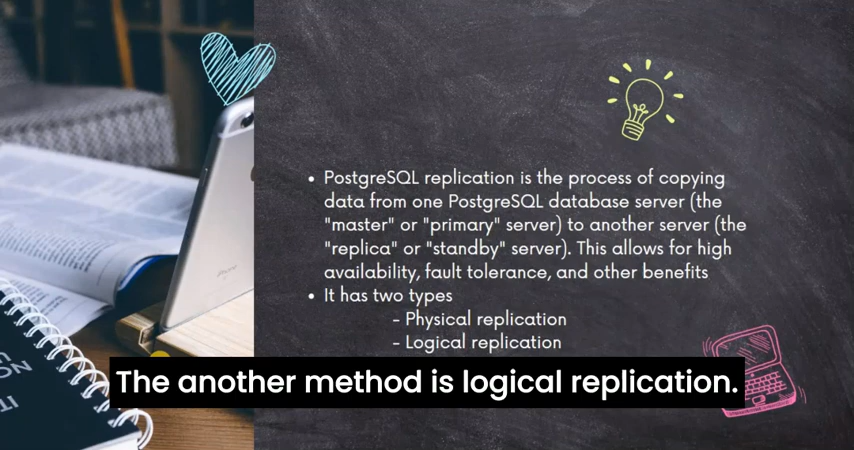 • PostgreSQL replication is the process of copying
data from one PostgreSQL database server (the
"master" or "primary" server) to another server (the
"replica" or "standby" server). This allows for high
availability, fault tolerance, and other benefits
• It has two types
- Physical replication
- Logical replication
The another method is logical replication.